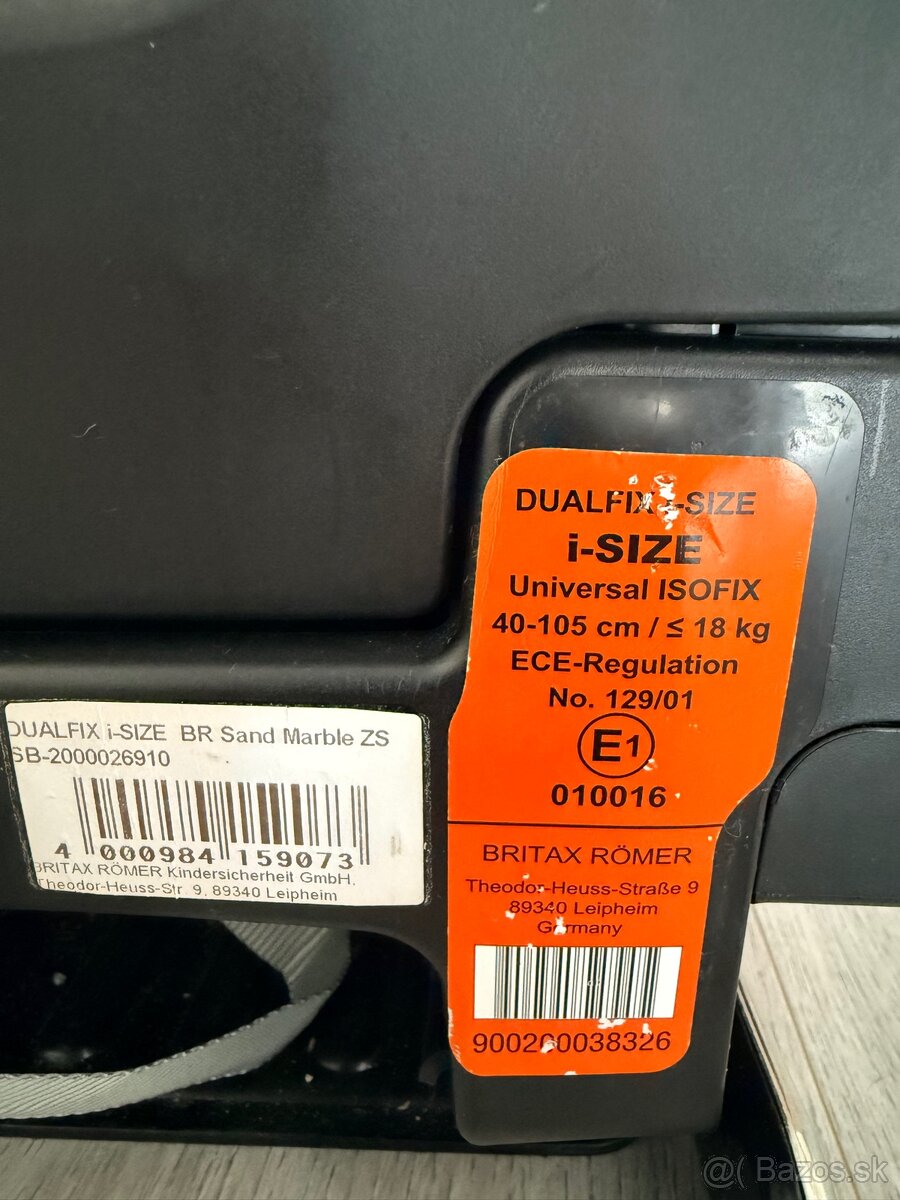 DUALFIX i-SIZE
i-SIZE
Universal ISOFIX
40-105 cm / ≤ 18 kg
ECE-Regulation
No. 129/01
E1
010016
BRITAX RÖMER
Theodor-Heuss-Straße 9
89340 Leipheim
Germany
900200038326
DUALFIX i-SIZE BR Sand Marble ZS
SB-2000026910
4 000984 159073
BRITAX RÖMER Kindersicherheit GmbH.
Theodor-Heuss-Str. 9, 89340 Leipheim
@( Bazos.sk